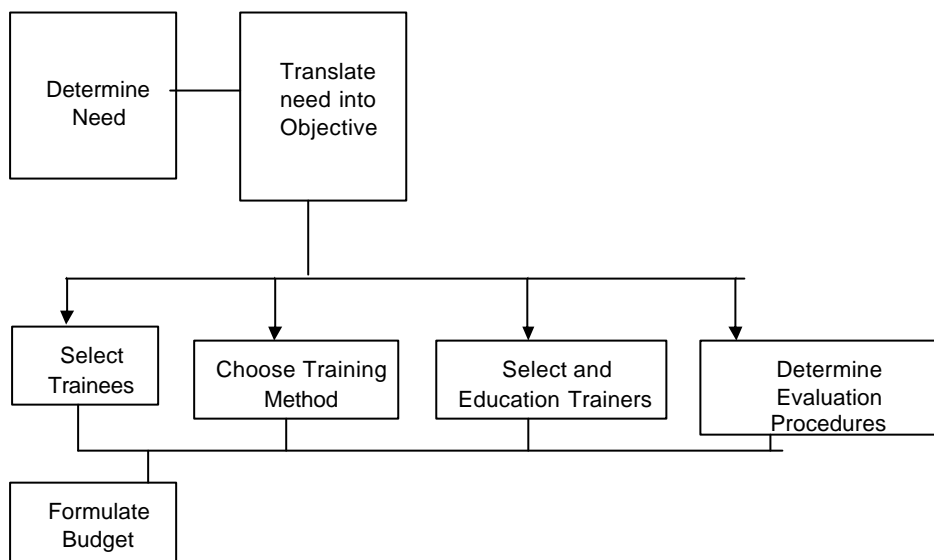 Determine
Need
Translate
need into
Objective
Select
Trainees
Choose Training
Method
Select and
Education Trainers
Determine
Evaluation
Procedures
Formulate
Budget